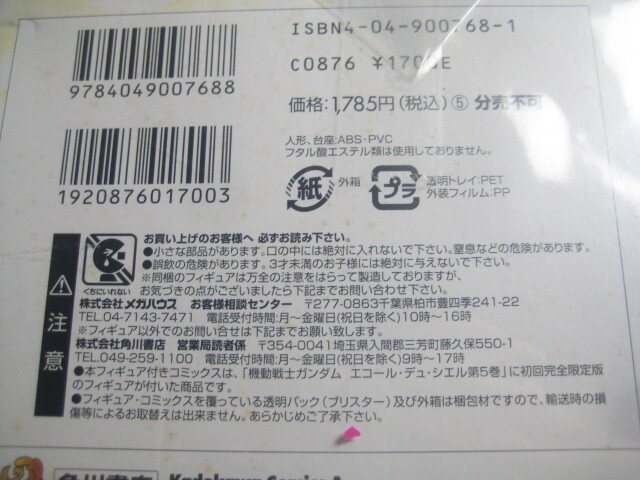 ISBN4-04-900768-1
9784049007688
C0876 ¥1700E
価格:1,785円(税込)⑤ 分売不可
1920876017003
人形、台座:ABS・PVC
フタル酸エステル類は使用しておりません。
紙 外箱 プラ 透明トレイ:PET
外装フィルム:PP
くちにいれない
注意
お買い上げのお客様へ 必ずお読み下さい。
●小さな部品があります。口の中には絶対に入れないで下さい。窒息などの危険があります。
●誤飲の危険があります。3才未満のお子様には絶対に与えないで下さい。
※同梱のフィギュアは万全の注意をはらって製造しておりますが、
お気づきの点がございましたら下記までお問い合わせ下さい。
株式会社メガハウス お客様相談センター 〒277-0863千葉県柏市豊四季241-22
TEL.04-7143-7471 電話受付時間:月〜金曜日(祝日を除く)10時〜16時
※フィギュア以外でのお問い合せは下記までお願い致します。
株式会社角川書店 営業局読者係 〒354-0041埼玉県入間郡三芳町藤久保550-1
TEL.049-259-1100 電話受付時間:月〜金曜日(祝日を除く)9時〜17時
●本フィギュア付きコミックスは、「機動戦士ガンダム エコール・デュ・シエル第5巻」に初回完全限定版
のフィギュアが付いた商品です。
●フィギュア・コミックスを覆っている透明パック(ブリスター)及び外箱は梱包材ですので、輸送時の損
傷等によるお取替えは出来ません。あらかじめご了承下さい。
角川書店 Kadokawa Comics A